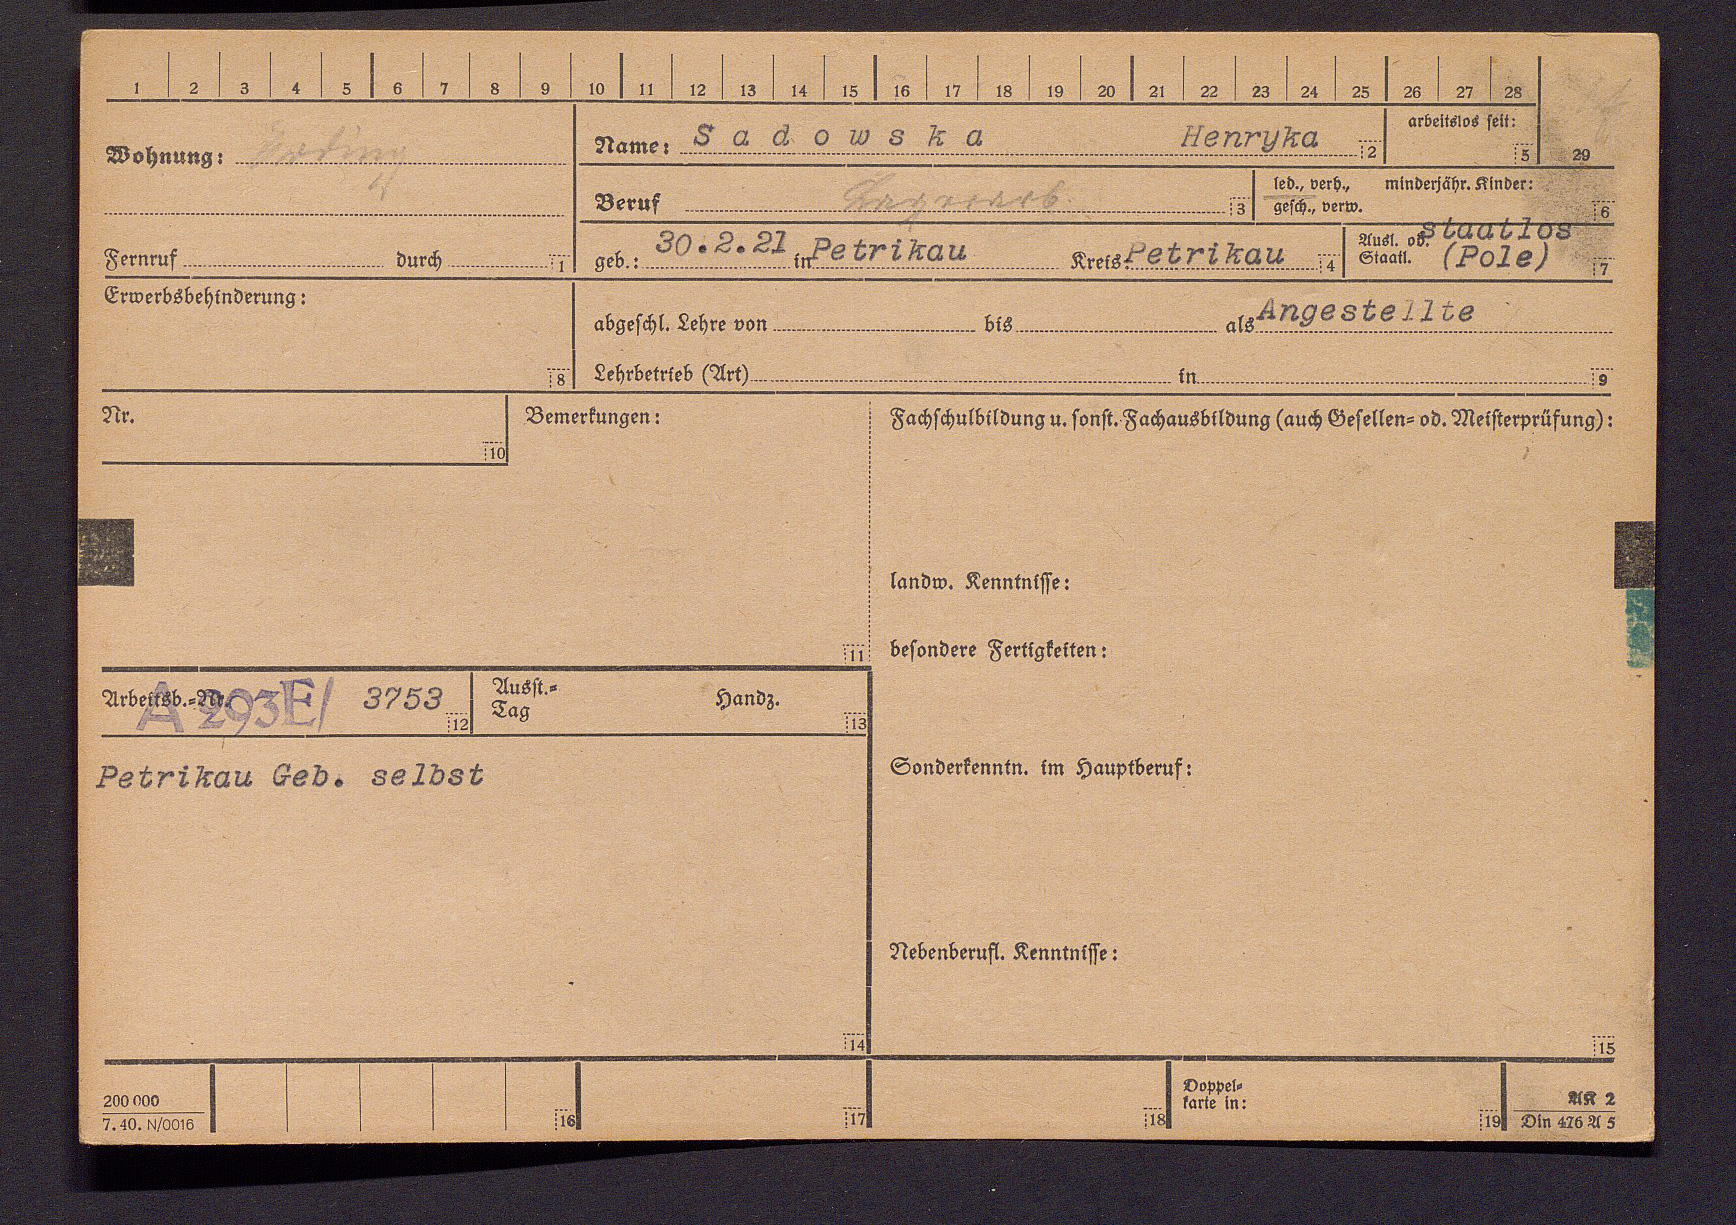 1 2 3 4 5 6 7 8 9 10 11 12 13 14 15 16 17 18 19 20 21 22 23 24 25 26 27 28
29
Wohnung:
Name: Sadowska Henryka 2
arbeitslos seit: 5
Beruf 3
led., verh., gesch., verw.
minderjähr. Kinder: 6
Fernruf durch 1
geb.: 30.2.21 in Petrikau Kreis: Petrikau 4
Ausl. od. Staatl. staatlos (Pole) 7
Erwerbsbehinderung: 8
abgeschl. Lehre von bis als Angestellte
Lehrbetrieb (Art) in 9
Nr. 10
Bemerkungen: 11
Fachschulbildung u. sonst. Fachausbildung (auch Gesellen= od. Meisterprüfung):
landw. Kenntnisse:
besondere Fertigkeiten:
Arbeitsb.=Nr. A 293E/ 3753 12
Ausst.=
Tag
Handz. 13
Petrikau Geb. selbst
Sonderkenntn. im Hauptberuf:
Nebenberufl. Kenntnisse:
14
15
200 000
7. 40. N/0016
16
17
18
Doppel=
karte in: 19
AK 2
Din 476 A 5